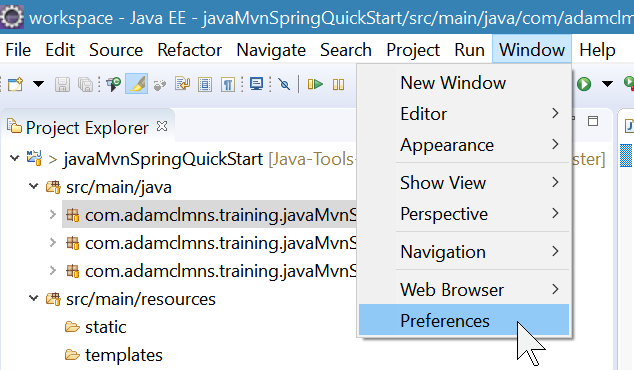 workspace - Java EE - javaMvnSpringQuickStart/src/main/java/com/adamclmns
File Edit Source Refactor Navigate Search Project Run Window Help
New Window
Editor
Appearance
Show View
Perspective
Navigation
Web Browser
Preferences
Project Explorer
> javaMvnSpringQuickStart [Java-Tools-ster]
src/main/java
com.adamclmns.training.javaMvnS
com.adamclmns.training.javaMvnS
com.adamclmns.training.javaMvnS
src/main/resources
static
templates